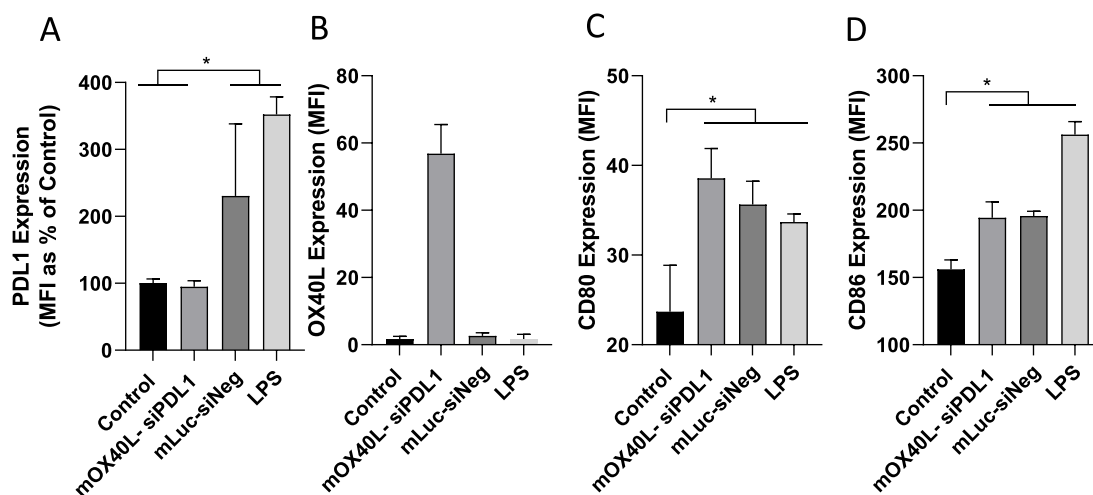 A
PDL1 Expression
(MFI as % of Control)
400
300
200
100
0
*
Control
mOX40L- siPDL1
mLuc-siNeg
LPS
B
OX40L Expression (MFI)
80
60
40
20
0
Control
mOX40L- siPDL1
mLuc-siNeg
LPS
C
CD80 Expression (MFI)
50
40
30
20
*
Control
mOX40L- siPDL1
mLuc-siNeg
LPS
D
CD86 Expression (MFI)
300
250
200
150
100
*
Control
mOX40L- siPDL1
mLuc-siNeg
LPS